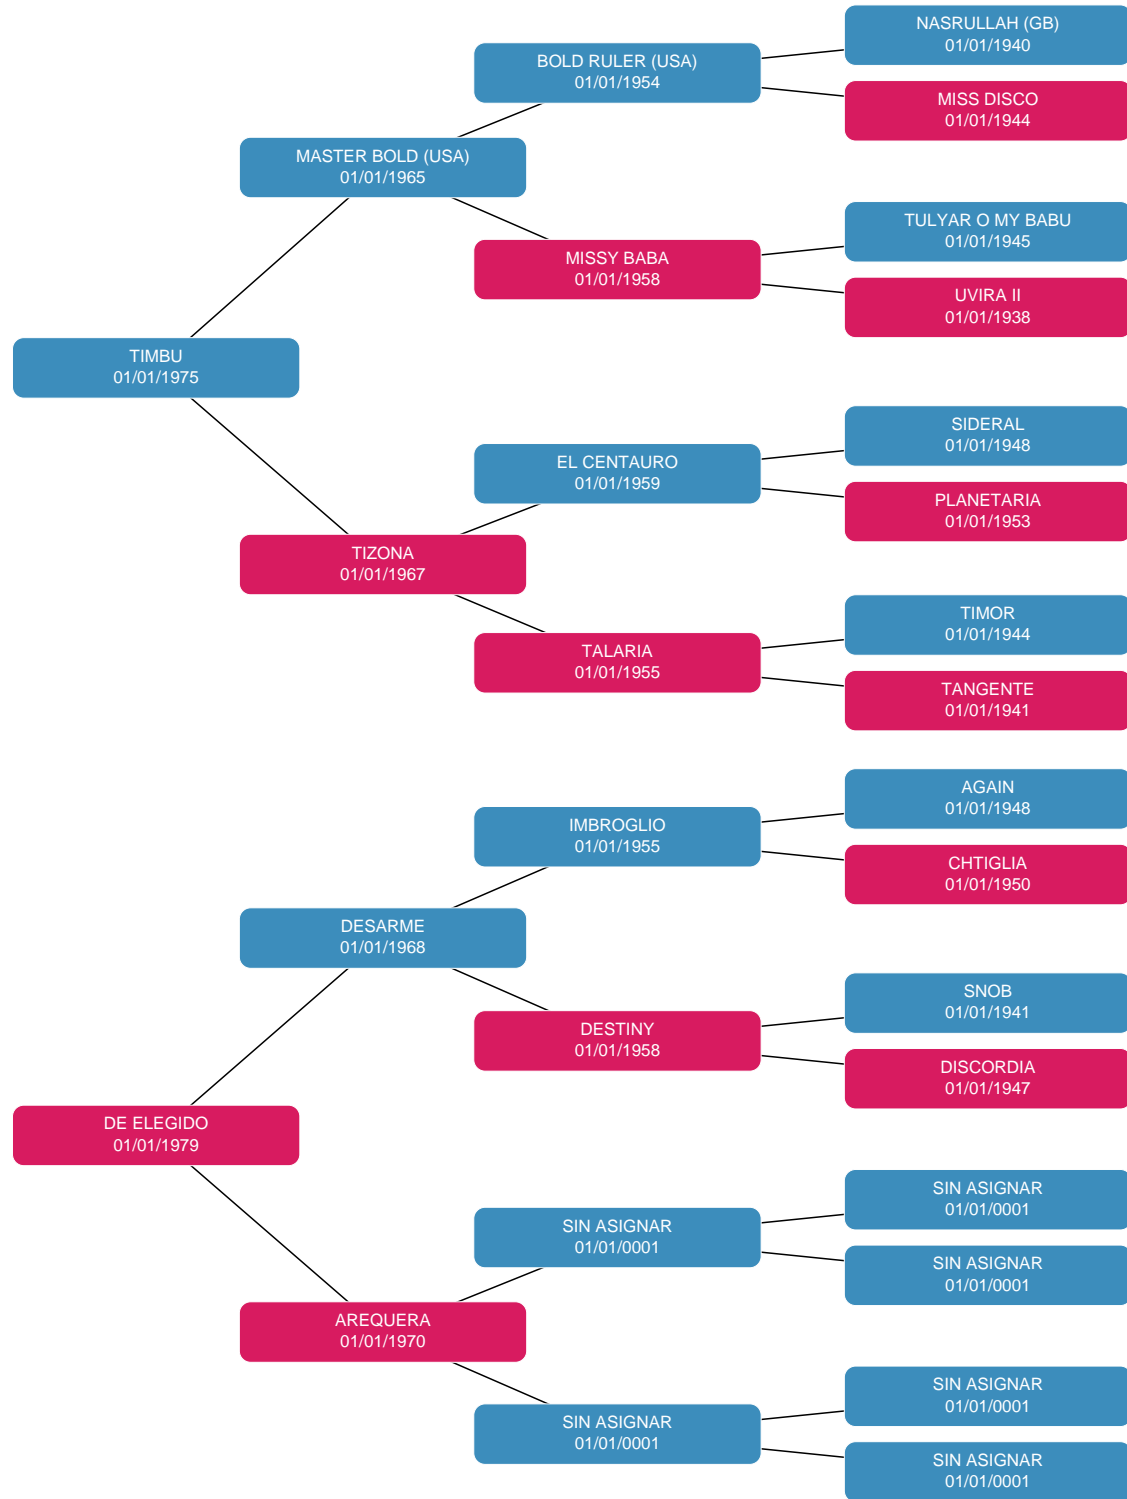 NASRULLAH (GB)
01/01/1940
BOLD RULER (USA)
01/01/1954
MISS DISCO
01/01/1944
MASTER BOLD (USA)
01/01/1965
TULYAR O MY BABU
01/01/1945
MISSY BABA
01/01/1958
UVIRA II
01/01/1938
TIMBU
01/01/1975
SIDERAL
01/01/1948
EL CENTAURO
01/01/1959
PLANETARIA
01/01/1953
TIZONA
01/01/1967
TIMOR
01/01/1944
TALARIA
01/01/1955
TANGENTE
01/01/1941
AGAIN
01/01/1948
IMBROGLIO
01/01/1955
CHTIGLIA
01/01/1950
DESARME
01/01/1968
SNOB
01/01/1941
DESTINY
01/01/1958
DISCORDIA
01/01/1947
DE ELEGIDO
01/01/1979
SIN ASIGNAR
01/01/0001
SIN ASIGNAR
01/01/0001
SIN ASIGNAR
01/01/0001
AREQUERA
01/01/1970
SIN ASIGNAR
01/01/0001
SIN ASIGNAR
01/01/0001
SIN ASIGNAR
01/01/0001